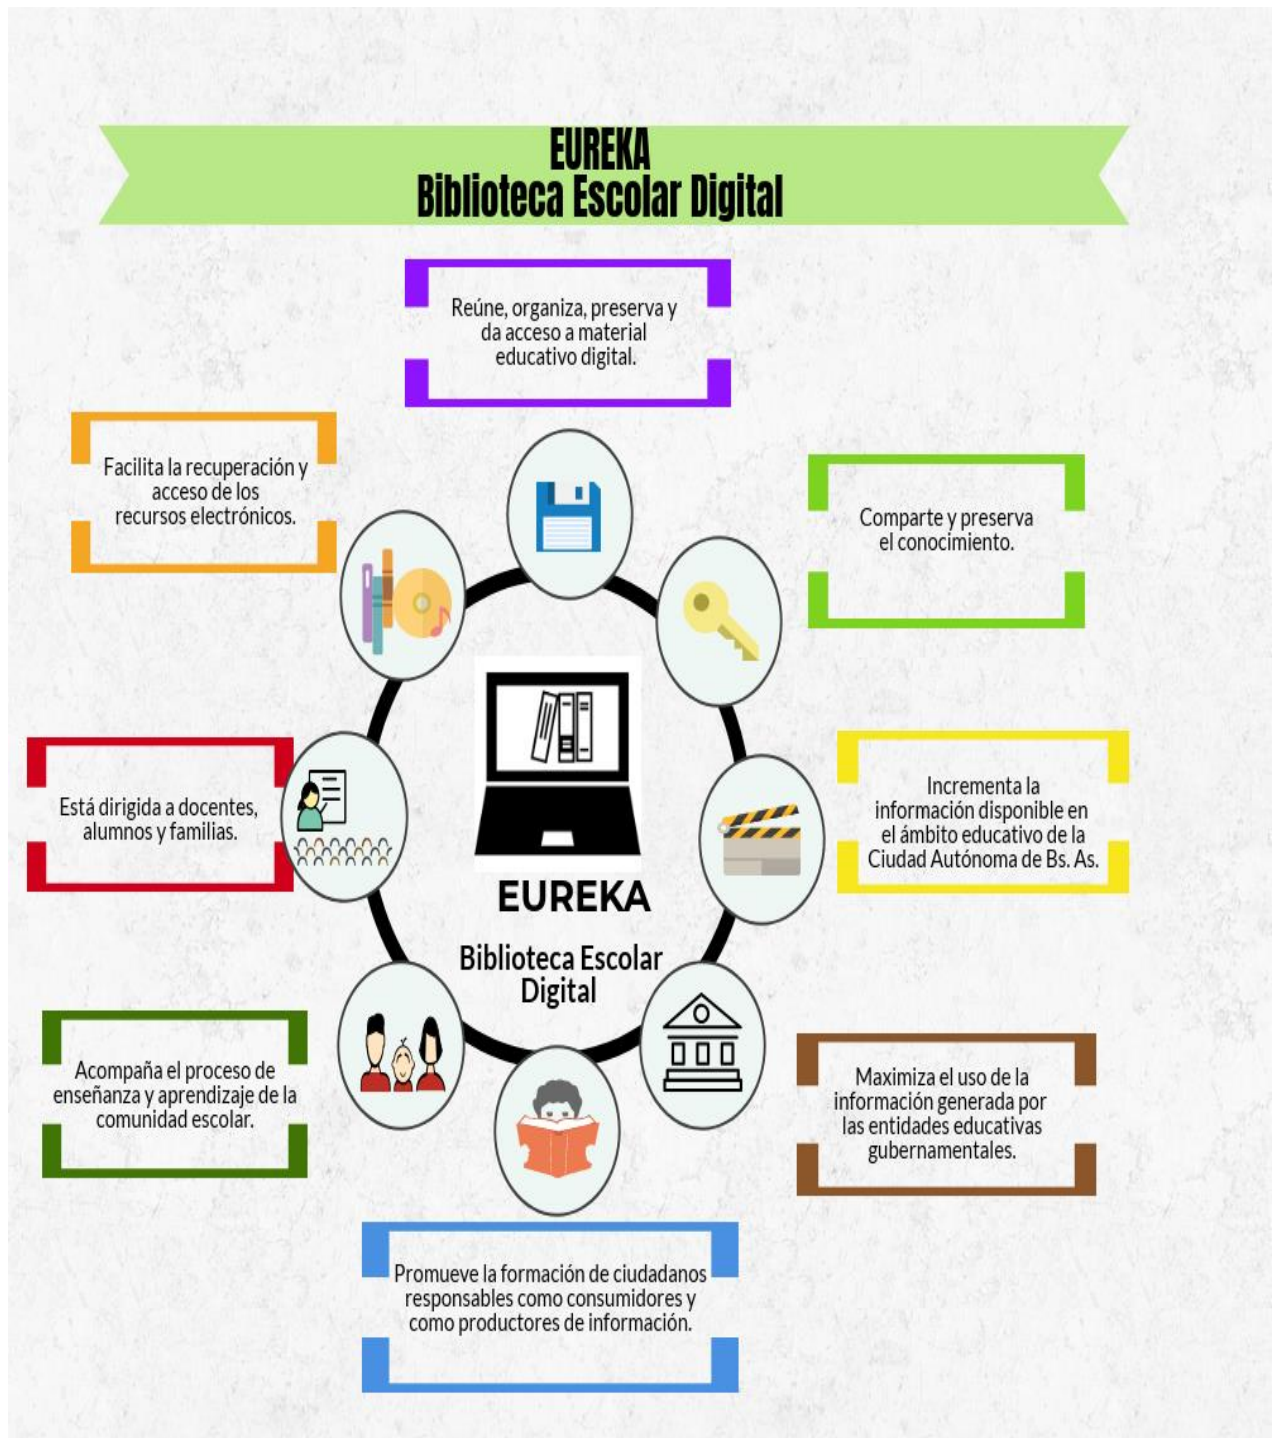 EUREKA
Biblioteca Escolar Digital
Reúne, organiza, preserva y
da acceso a material
educativo digital.
Facilita la recuperación y
acceso de los
recursos electrónicos.
Comparte y preserva
el conocimiento.
Está dirigida a docentes,
alumnos y familias.
Incrementa la
información disponible en
el ámbito educativo de la
Ciudad Autónoma de Bs. As.
EUREKA
Biblioteca Escolar
Digital
Acompaña el proceso de
enseñanza y aprendizaje de la
comunidad escolar.
Maximiza el uso de la
información generada por
las entidades educativas
gubernamentales.
Promueve la formación de ciudadanos
responsables como consumidores y
como productores de información.